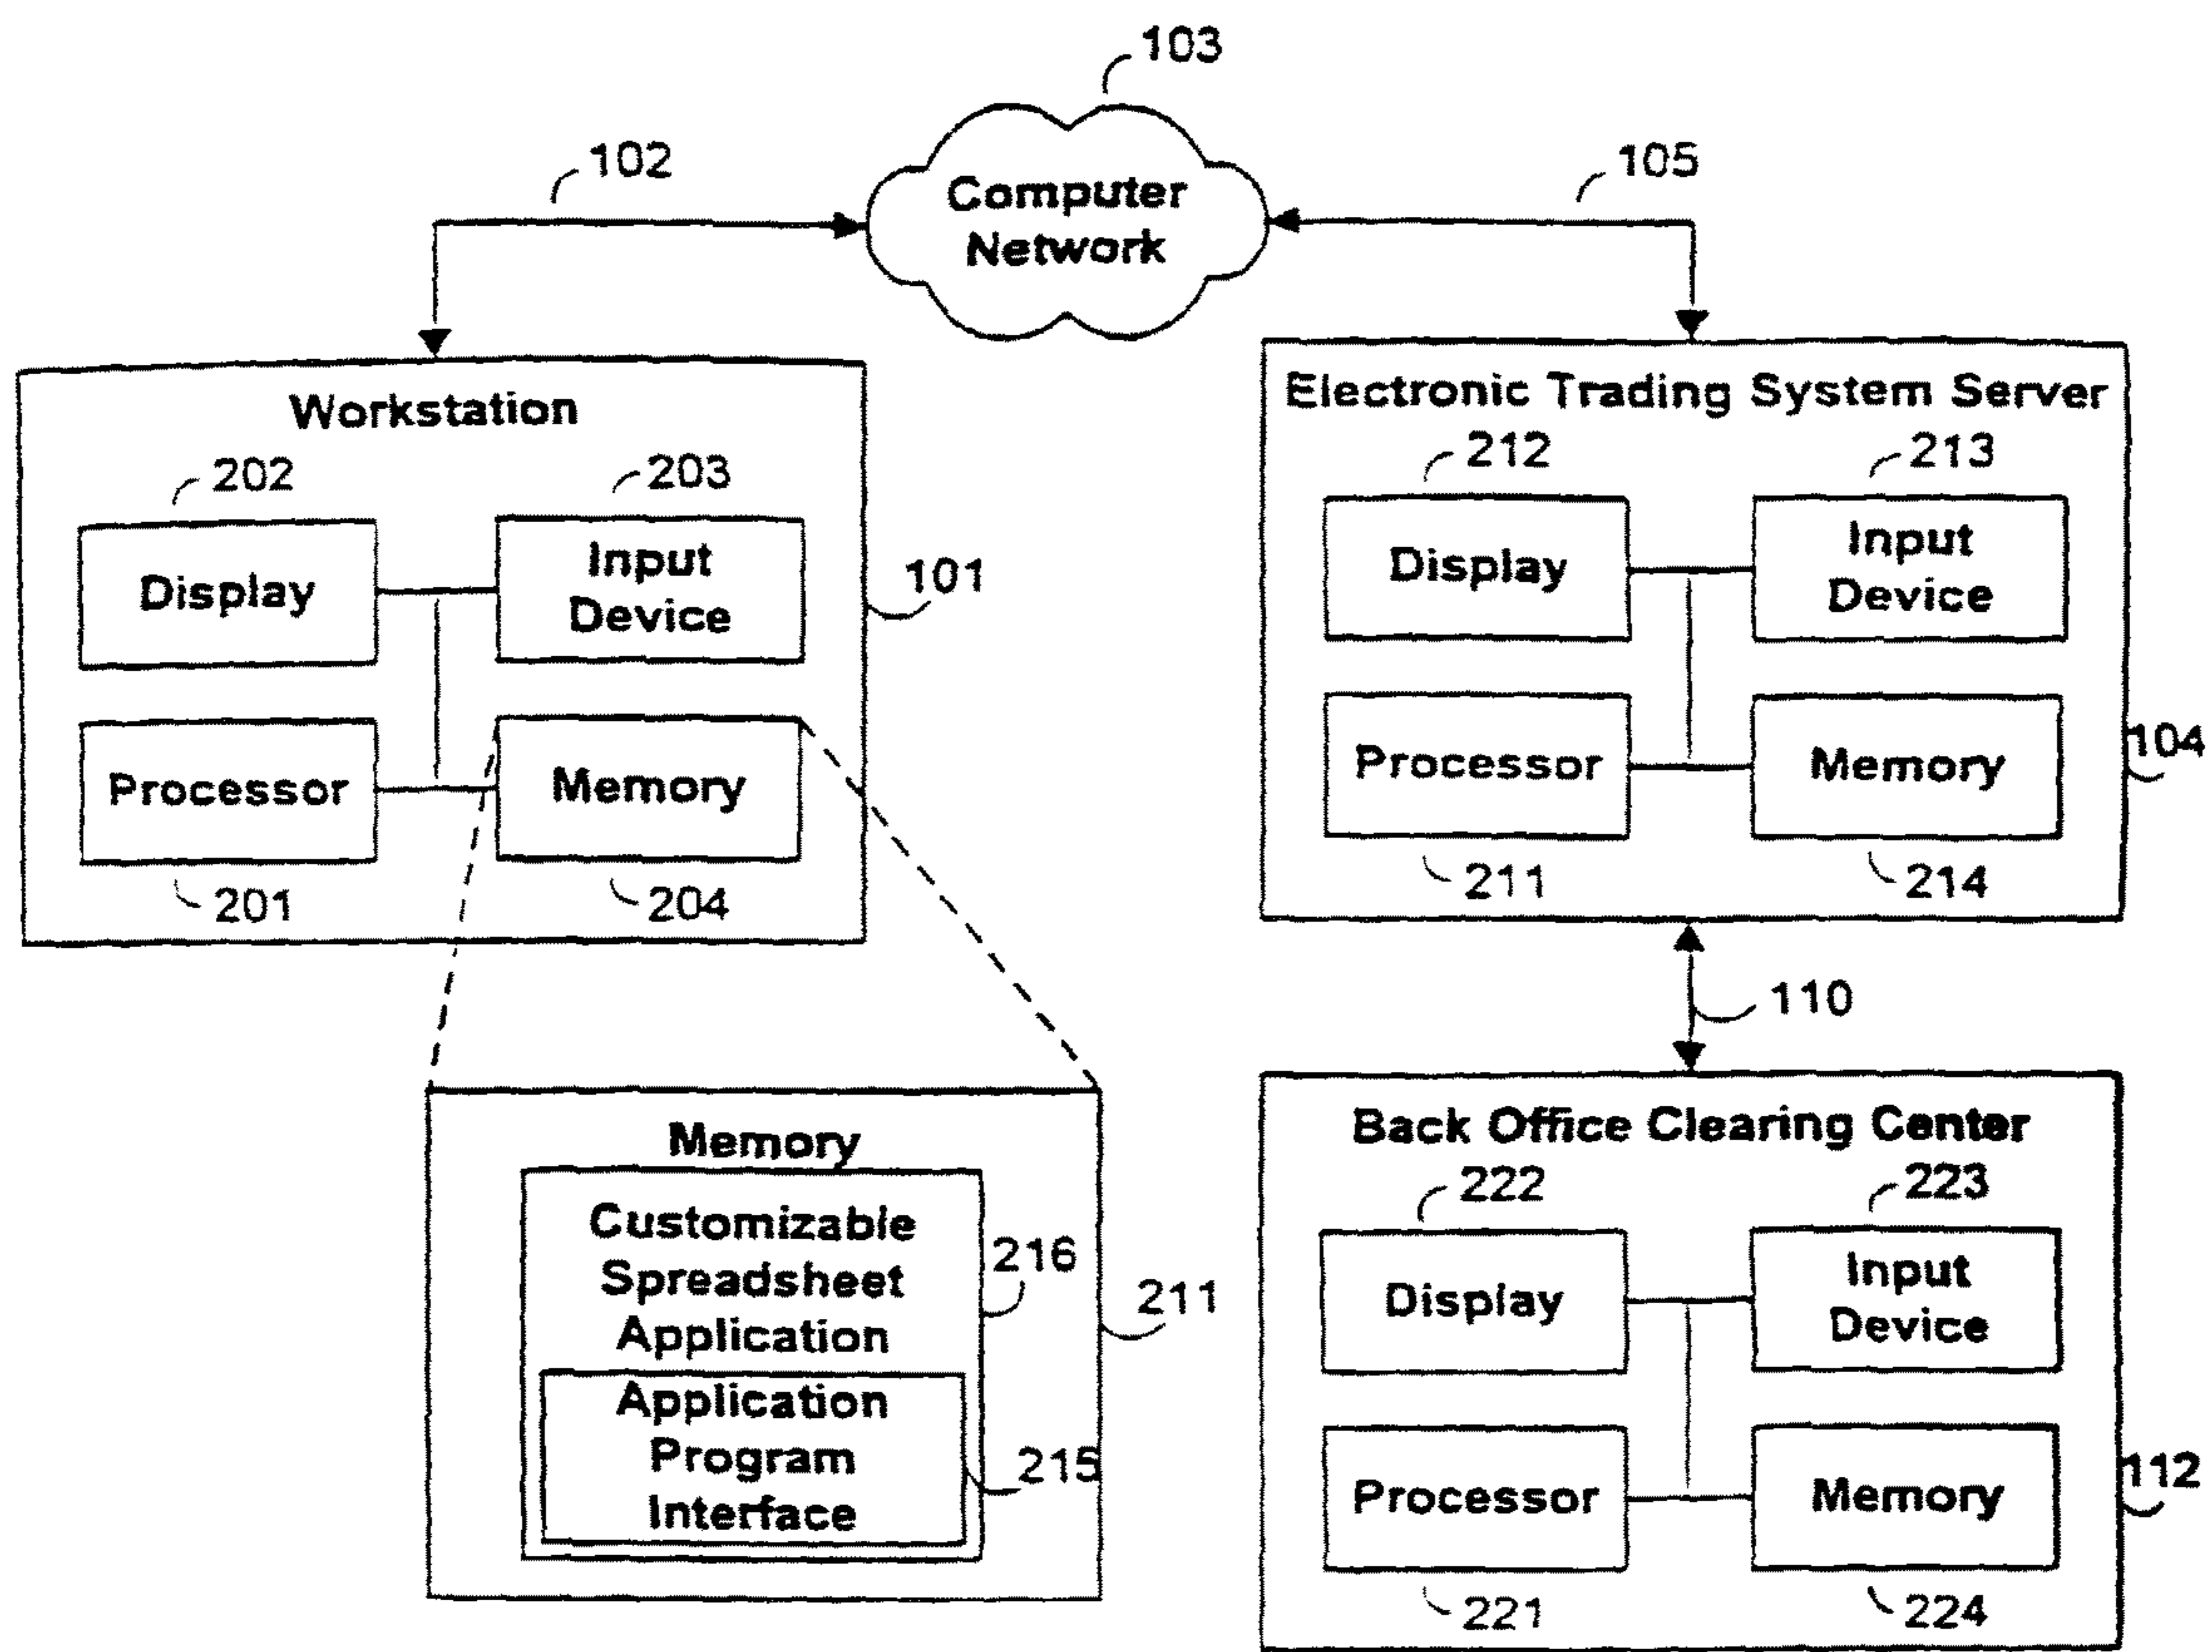 103
102
Computer
Network
105
Workstation
202
203
Display
Input
Device
101
Processor
Memory
201
204
Electronic Trading System Server
212
213
Display
Input
Device
Processor
Memory
104
211
214
110
Memory
Customizable
Spreadsheet
Application
216
211
Application
Program
Interface
215
Back Office Clearing Center
222
223
Display
Input
Device
Processor
Memory
112
221
224